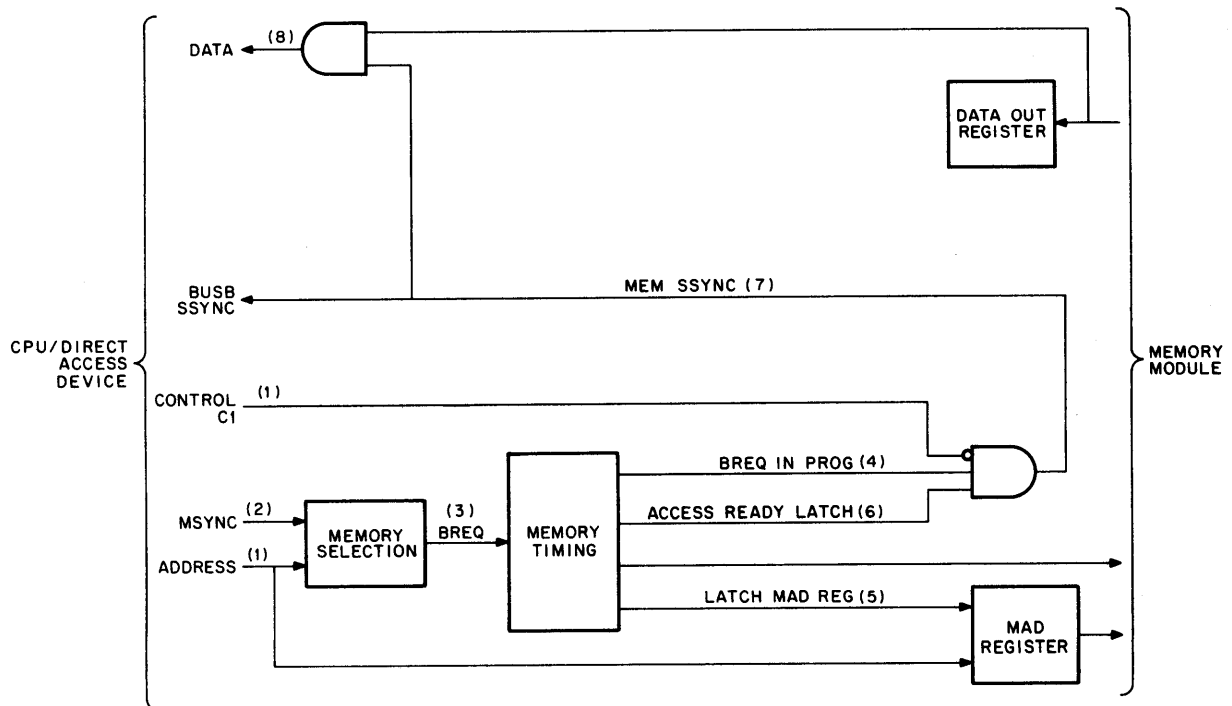 DATA
(8)
DATA OUT
REGISTER
BUSB
SSYNC
MEM SSYNC (7)
CPU/DIRECT
ACCESS
DEVICE
MEMORY
MODULE
CONTROL
C1
(1)
BREQ IN PROG (4)
MSYNC
(2)
MEMORY
SELECTION
(3)
BREQ
MEMORY
TIMING
ACCESS READY LATCH (6)
ADDRESS
(1)
LATCH MAD REG (5)
MAD
REGISTER